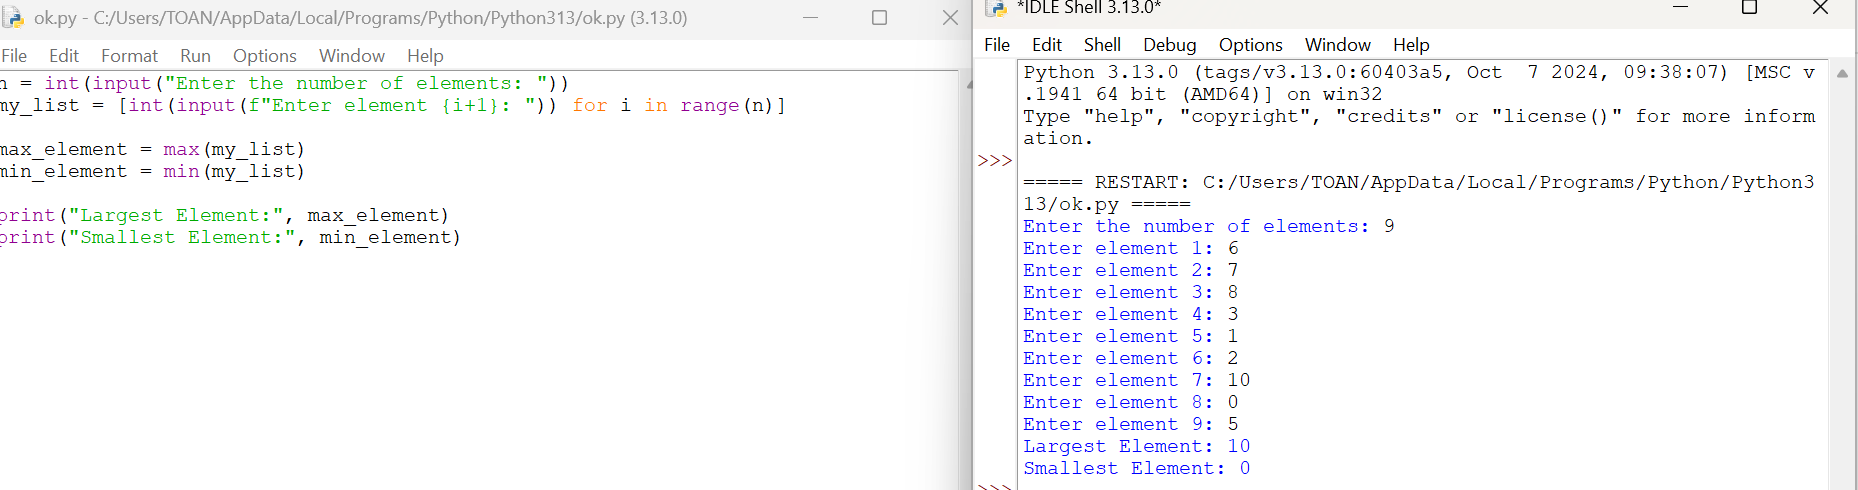 ok.py - C:/Users/TOAN/AppData/Local/Programs/Python/Python313/ok.py (3.13.0)
File Edit Format Run Options Window Help
n = int(input("Enter the number of elements: "))
my_list = [int(input(f"Enter element {i+1}: ")) for i in range(n)]
max_element = max(my_list)
min_element = min(my_list)
print("Largest Element:", max_element)
print("Smallest Element:", min_element)
*IDLE Shell 3.13.0*
File Edit Shell Debug Options Window Help
Python 3.13.0 (tags/v3.13.0:60403a5, Oct  7 2024, 09:38:07) [MSC v
.1941 64 bit (AMD64)] on win32
Type "help", "copyright", "credits" or "license()" for more inform
ation.
>>>
===== RESTART: C:/Users/TOAN/AppData/Local/Programs/Python/Python3
13/ok.py =====
Enter the number of elements: 9
Enter element 1: 6
Enter element 2: 7
Enter element 3: 8
Enter element 4: 3
Enter element 5: 1
Enter element 6: 2
Enter element 7: 10
Enter element 8: 0
Enter element 9: 5
Largest Element: 10
Smallest Element: 0
>>>